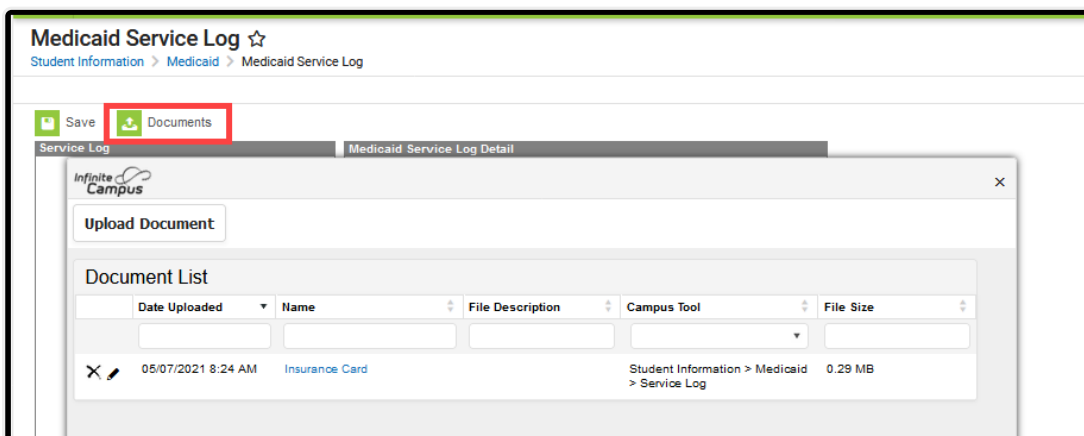 Medicaid Service Log
Student Information > Medicaid > Medicaid Service Log
Save Documents
Service Log Medicaid Service Log Detail
Infinite
Campus
×
Upload Document
Document List
Date Uploaded Name File Description Campus Tool File Size
05/07/2021 8:24 AM Insurance Card Student Information > Medicaid 0.29 MB
> Service Log